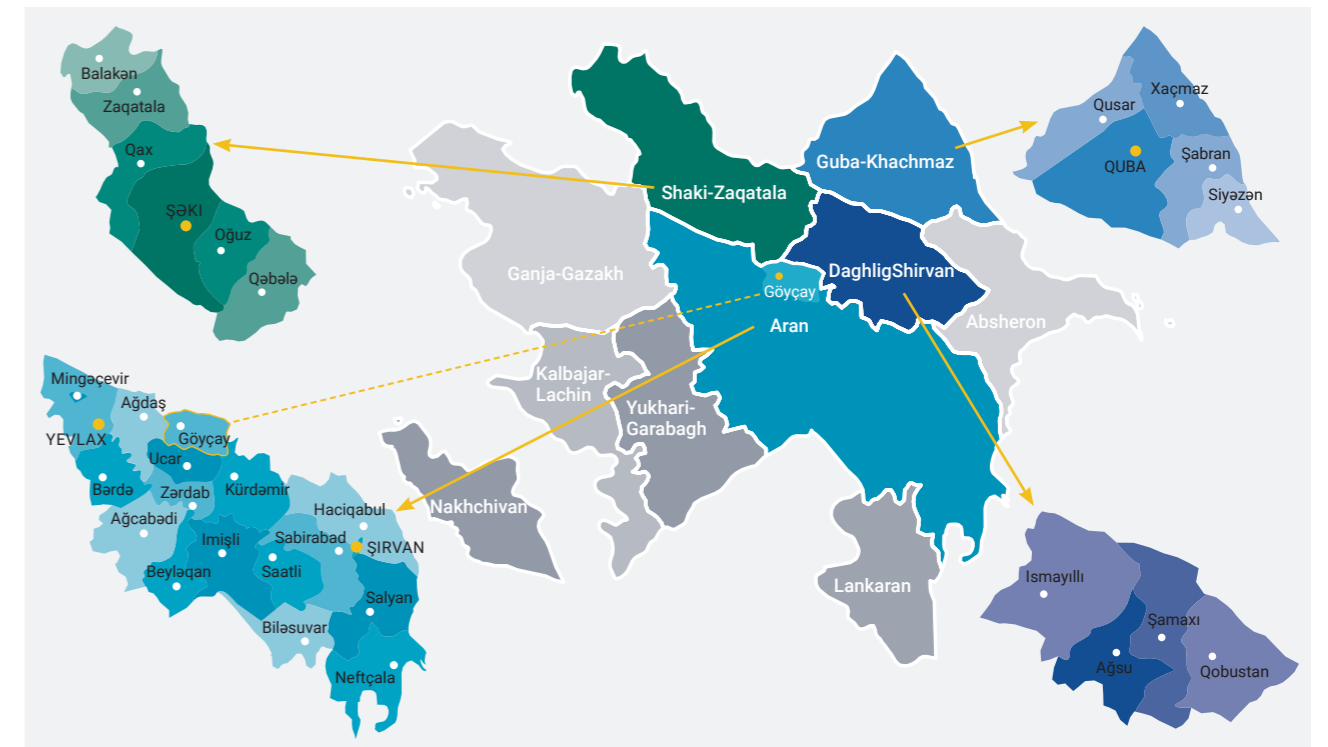 Balakən
Zaqatala
Qax
ŞƏKI
Oğuz
Qəbələ
Shaki-Zaqatala
Guba-Khachmaz
DaghligShirvan
Ganja-Gazakh
Göyçay
Aran
Absheron
Kalbajar-
Lachin
Yukhari-
Garabagh
Nakhchivan
Lankaran
Xaçmaz
Qusar
QUBA
Şabran
Siyəzən
Mingəçevir
Ağdaş
YEVLAX
Göyçay
Ucar
Bərdə
Zərdab
Kürdəmir
Ağcabədi
Haciqabul
Imişli
Sabirabad
ŞIRVAN
Beyləqan
Saatli
Salyan
Biləsuvar
Neftçala
Ismayıllı
Şamaxı
Ağsu
Qobustan